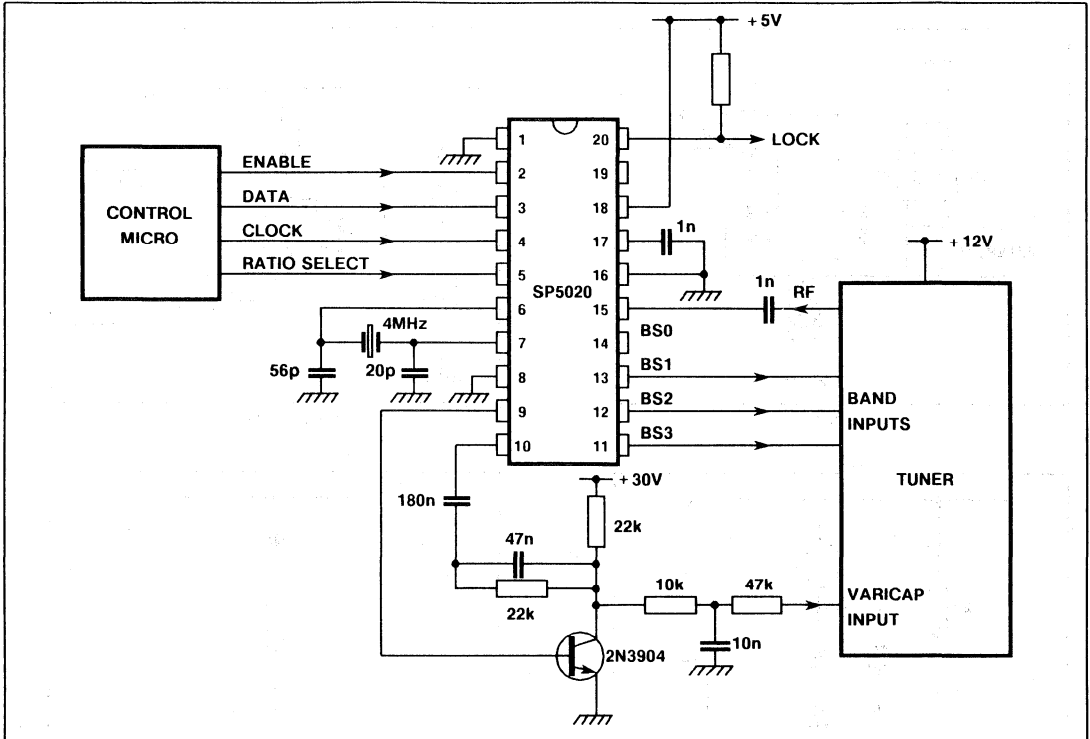 + 5V
LOCK
CONTROL
MICRO
ENABLE
DATA
CLOCK
RATIO SELECT
1
2
3
4
5
6
7
8
9
10
20
19
18
17
16
15
14
13
12
11
SP5020
1n
1n
RF
+ 12V
4MHz
56p
20p
BS0
BS1
BS2
BS3
BAND
INPUTS
TUNER
VARICAP
INPUT
+ 30V
22k
180n
47n
22k
10k
47k
10n
2N3904